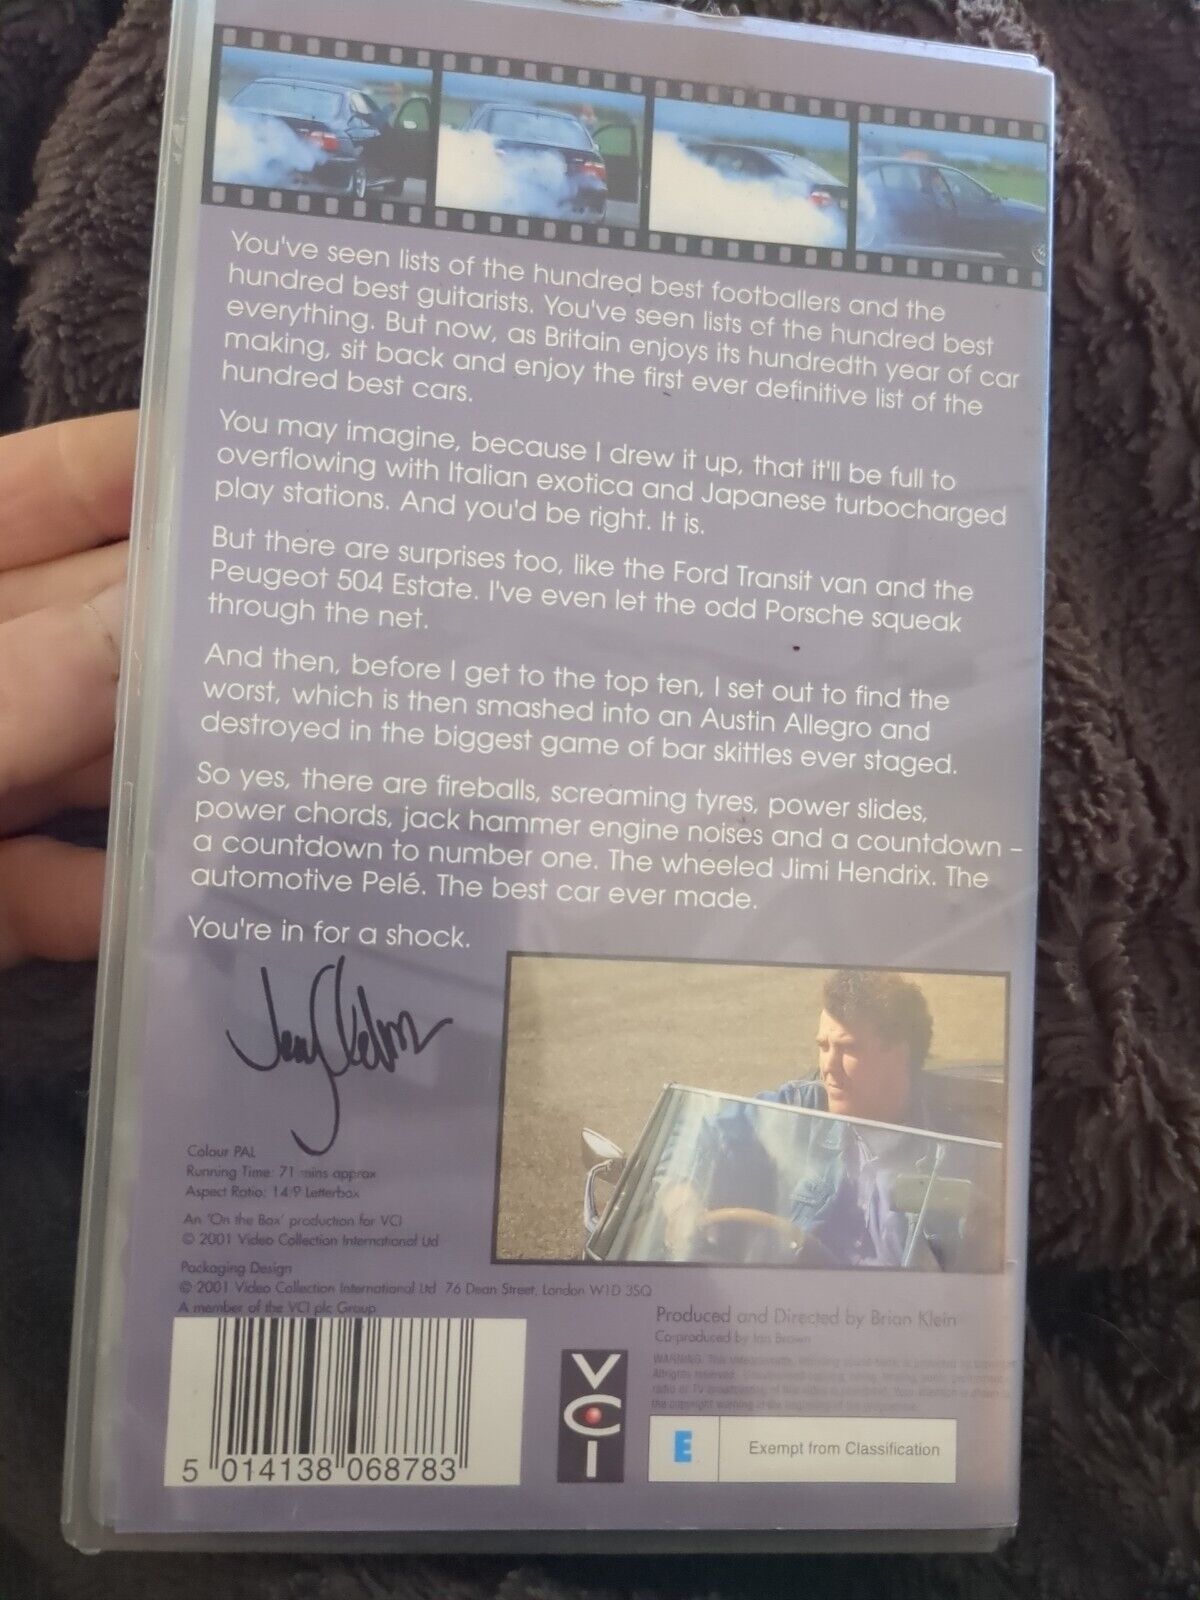 You've seen lists of the hundred best footballers and the
hundred best guitarists. You've seen lists of the hundred best
everything. But now, as Britain enjoys its hundredth year of car
making, sit back and enjoy the first ever definitive list of the
hundred best cars.
You may imagine, because I drew it up, that it'll be full to
overflowing with Italian exotica and Japanese turbocharged
play stations. And you'd be right. It is.
But there are surprises too, like the Ford Transit van and the
Peugeot 504 Estate. I've even let the odd Porsche squeak
through the net.
And then, before I get to the top ten, I set out to find the
worst, which is then smashed into an Austin Allegro and
destroyed in the biggest game of bar skittles ever staged.
So yes, there are fireballs, screaming tyres, power slides,
power chords, jack hammer engine noises and a countdown –
a countdown to number one. The wheeled Jimi Hendrix. The
automotive Pelé. The best car ever made.
You're in for a shock.
Colour PAL
Running Time: 71 mins approx
Aspect Ratio: 14:9 Letterbox
An 'On the Box' production for VCI
© 2001 Video Collection International Ltd
Packaging Design
© 2001 Video Collection International Ltd 76 Dean Street, London W1D 3SQ
A member of the VCI plc Group
Produced and Directed by Brian Klein
Co-produced by Ian Brown
5 014138 068783
VCI
E Exempt from Classification